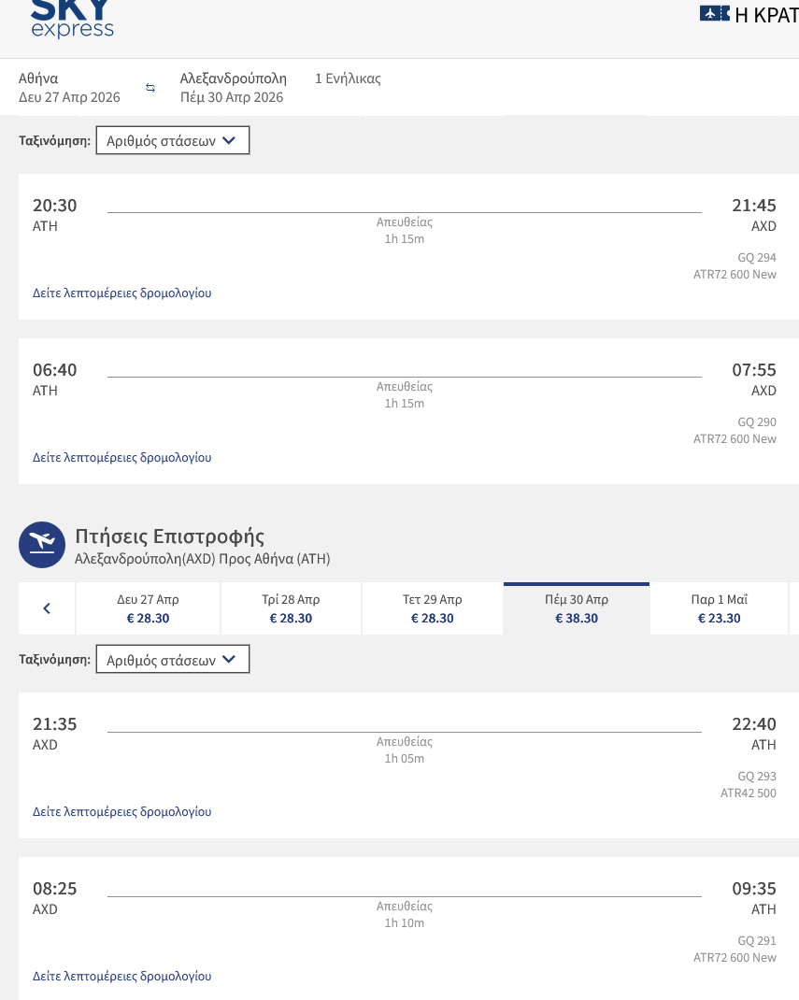 SKY
express
Η ΚΡΑΤ
Αθήνα
Δευ 27 Απρ 2026
Αλεξανδρούπολη
Πέμ 30 Απρ 2026
1 Ενήλικας
Ταξινόμηση: Αριθμός στάσεων
20:30 21:45
ATH Απευθείας AXD
1h 15m
GQ 294
ATR72 600 New
Δείτε λεπτομέρειες δρομολογίου
06:40 07:55
ATH Απευθείας AXD
1h 15m
GQ 290
ATR72 600 New
Δείτε λεπτομέρειες δρομολογίου
Πτήσεις Επιστροφής
Αλεξανδρούπολη(AXD) Προς Αθήνα (ATH)
Δευ 27 Απρ Τρί 28 Απρ Τετ 29 Απρ Πέμ 30 Απρ Παρ 1 Μαΐ
€ 28.30 € 28.30 € 28.30 € 38.30 € 23.30
Ταξινόμηση: Αριθμός στάσεων
21:35 22:40
AXD Απευθείας ATH
1h 05m
GQ 293
ATR42 500
Δείτε λεπτομέρειες δρομολογίου
08:25 09:35
AXD Απευθείας ATH
1h 10m
GQ 291
ATR72 600 New
Δείτε λεπτομέρειες δρομολογίου